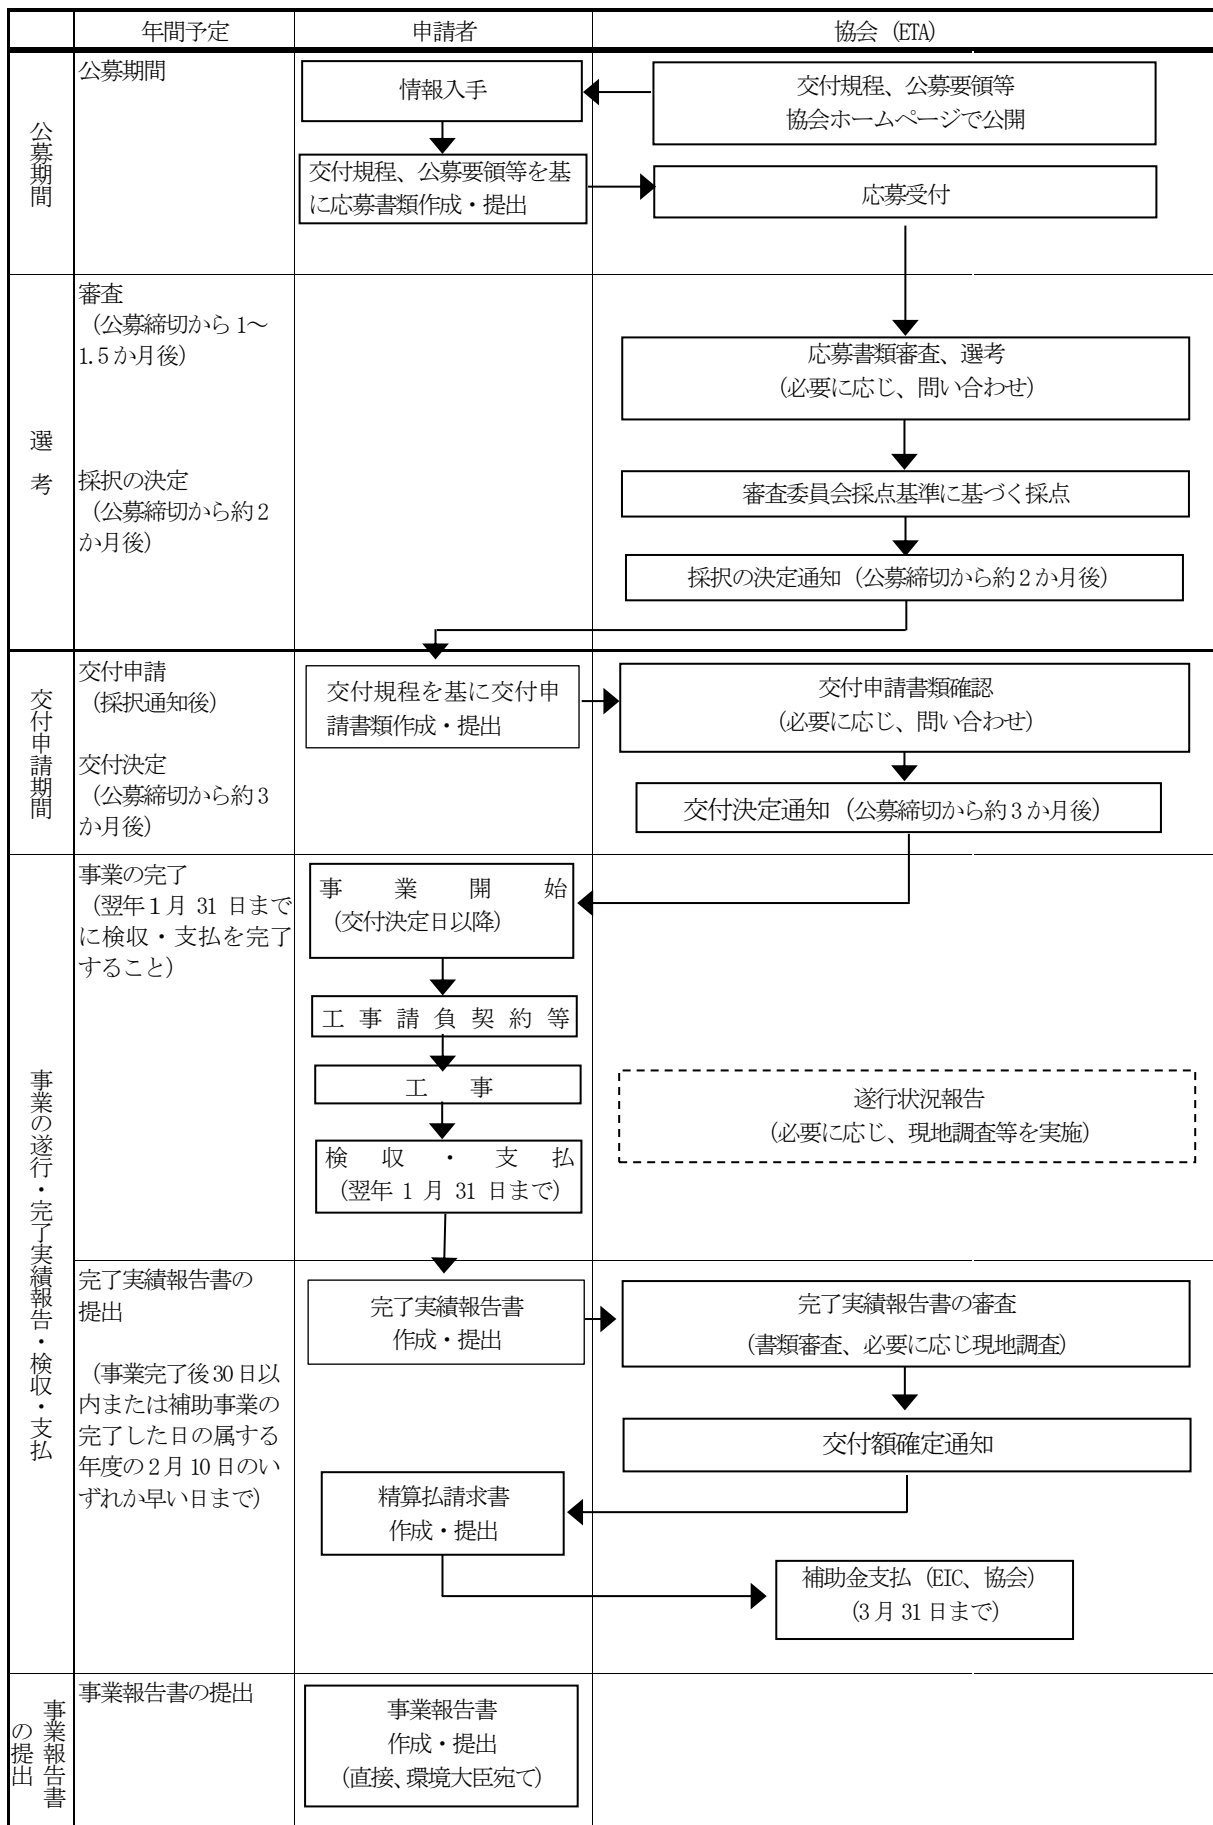 年間予定
申請者
協会（ETA）
公募期間
公募期間
情報入手
交付規程、公募要領等
協会ホームページで公開
交付規程、公募要領等を基
に応募書類作成・提出
応募受付
選考
審査
（公募締切から1～
1.5か月後）
応募書類審査、選考
（必要に応じ、問い合わせ）
採択の決定
（公募締切から約2
か月後）
審査委員会採点基準に基づく採点
採択の決定通知（公募締切から約2か月後）
交付申請期間
交付申請
（採択通知後）
交付規程を基に交付申
請書類作成・提出
交付申請書類確認
（必要に応じ、問い合わせ）
交付決定
（公募締切から約3
か月後）
交付決定通知（公募締切から約3か月後）
事業の遂行・完了実績報告・検収・支払
事業の完了
（翌年1月 31 日まで
に検収・支払を完了
すること）
事業開始
（交付決定日以降）
工事請負契約等
工事
遂行状況報告
（必要に応じ、現地調査等を実施）
検収・支払
（翌年 1 月 31 日まで）
完了実績報告書の
提出
完了実績報告書
作成・提出
完了実績報告書の審査
（書類審査、必要に応じ現地調査）
（事業完了後30日以
内または補助事業の
完了した日の属する
年度の2月10日のい
ずれか早い日まで）
交付額確定通知
精算払請求書
作成・提出
補助金支払（EIC、協会）
（3月31日まで）
事業報告書
の提出
事業報告書の提出
事業報告書
作成・提出
（直接、環境大臣宛て）